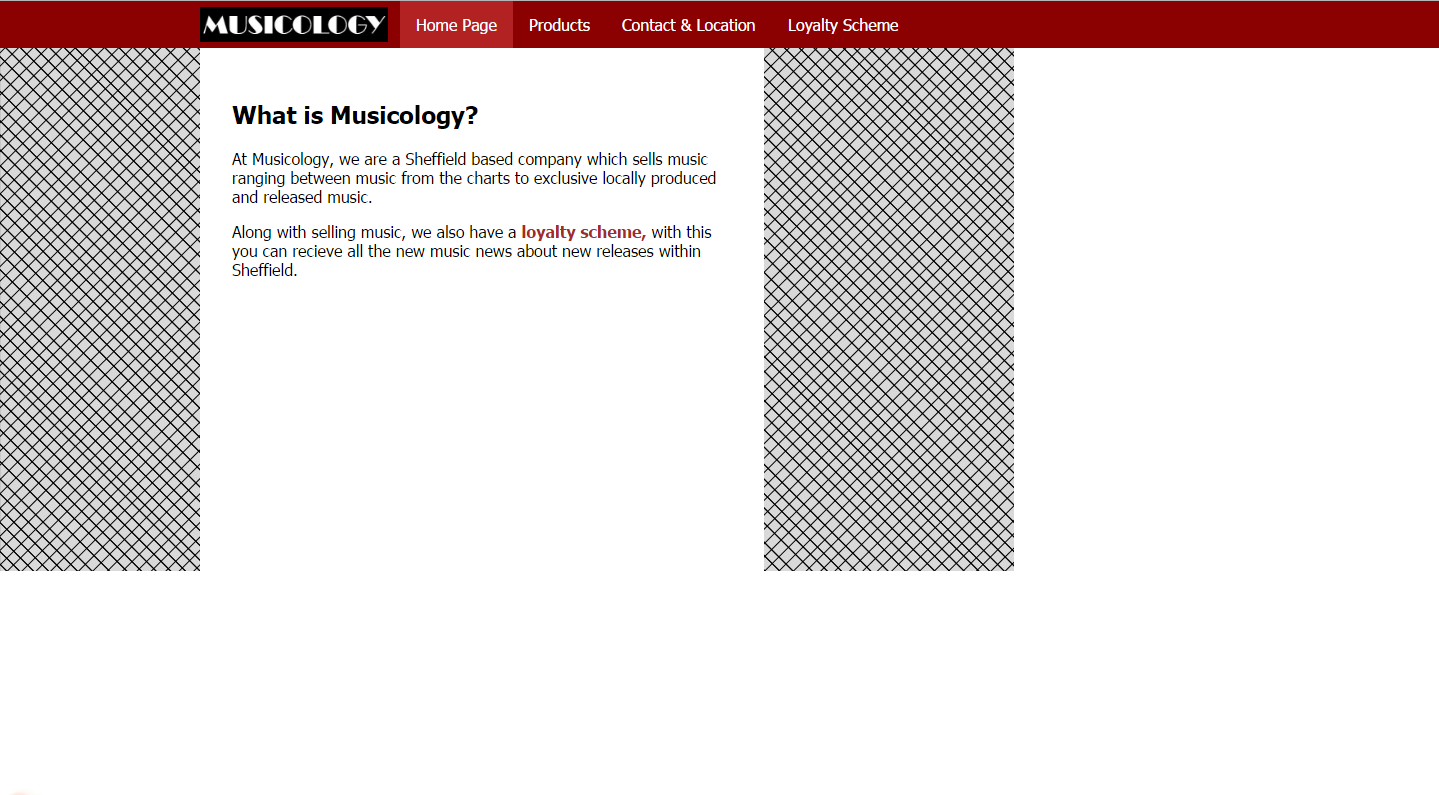 MUSICOLOGY Home Page Products Contact & Location Loyalty Scheme
What is Musicology?
At Musicology, we are a Sheffield based company which sells music
ranging between music from the charts to exclusive locally produced
and released music.
Along with selling music, we also have a loyalty scheme, with this
you can recieve all the new music news about new releases within
Sheffield.